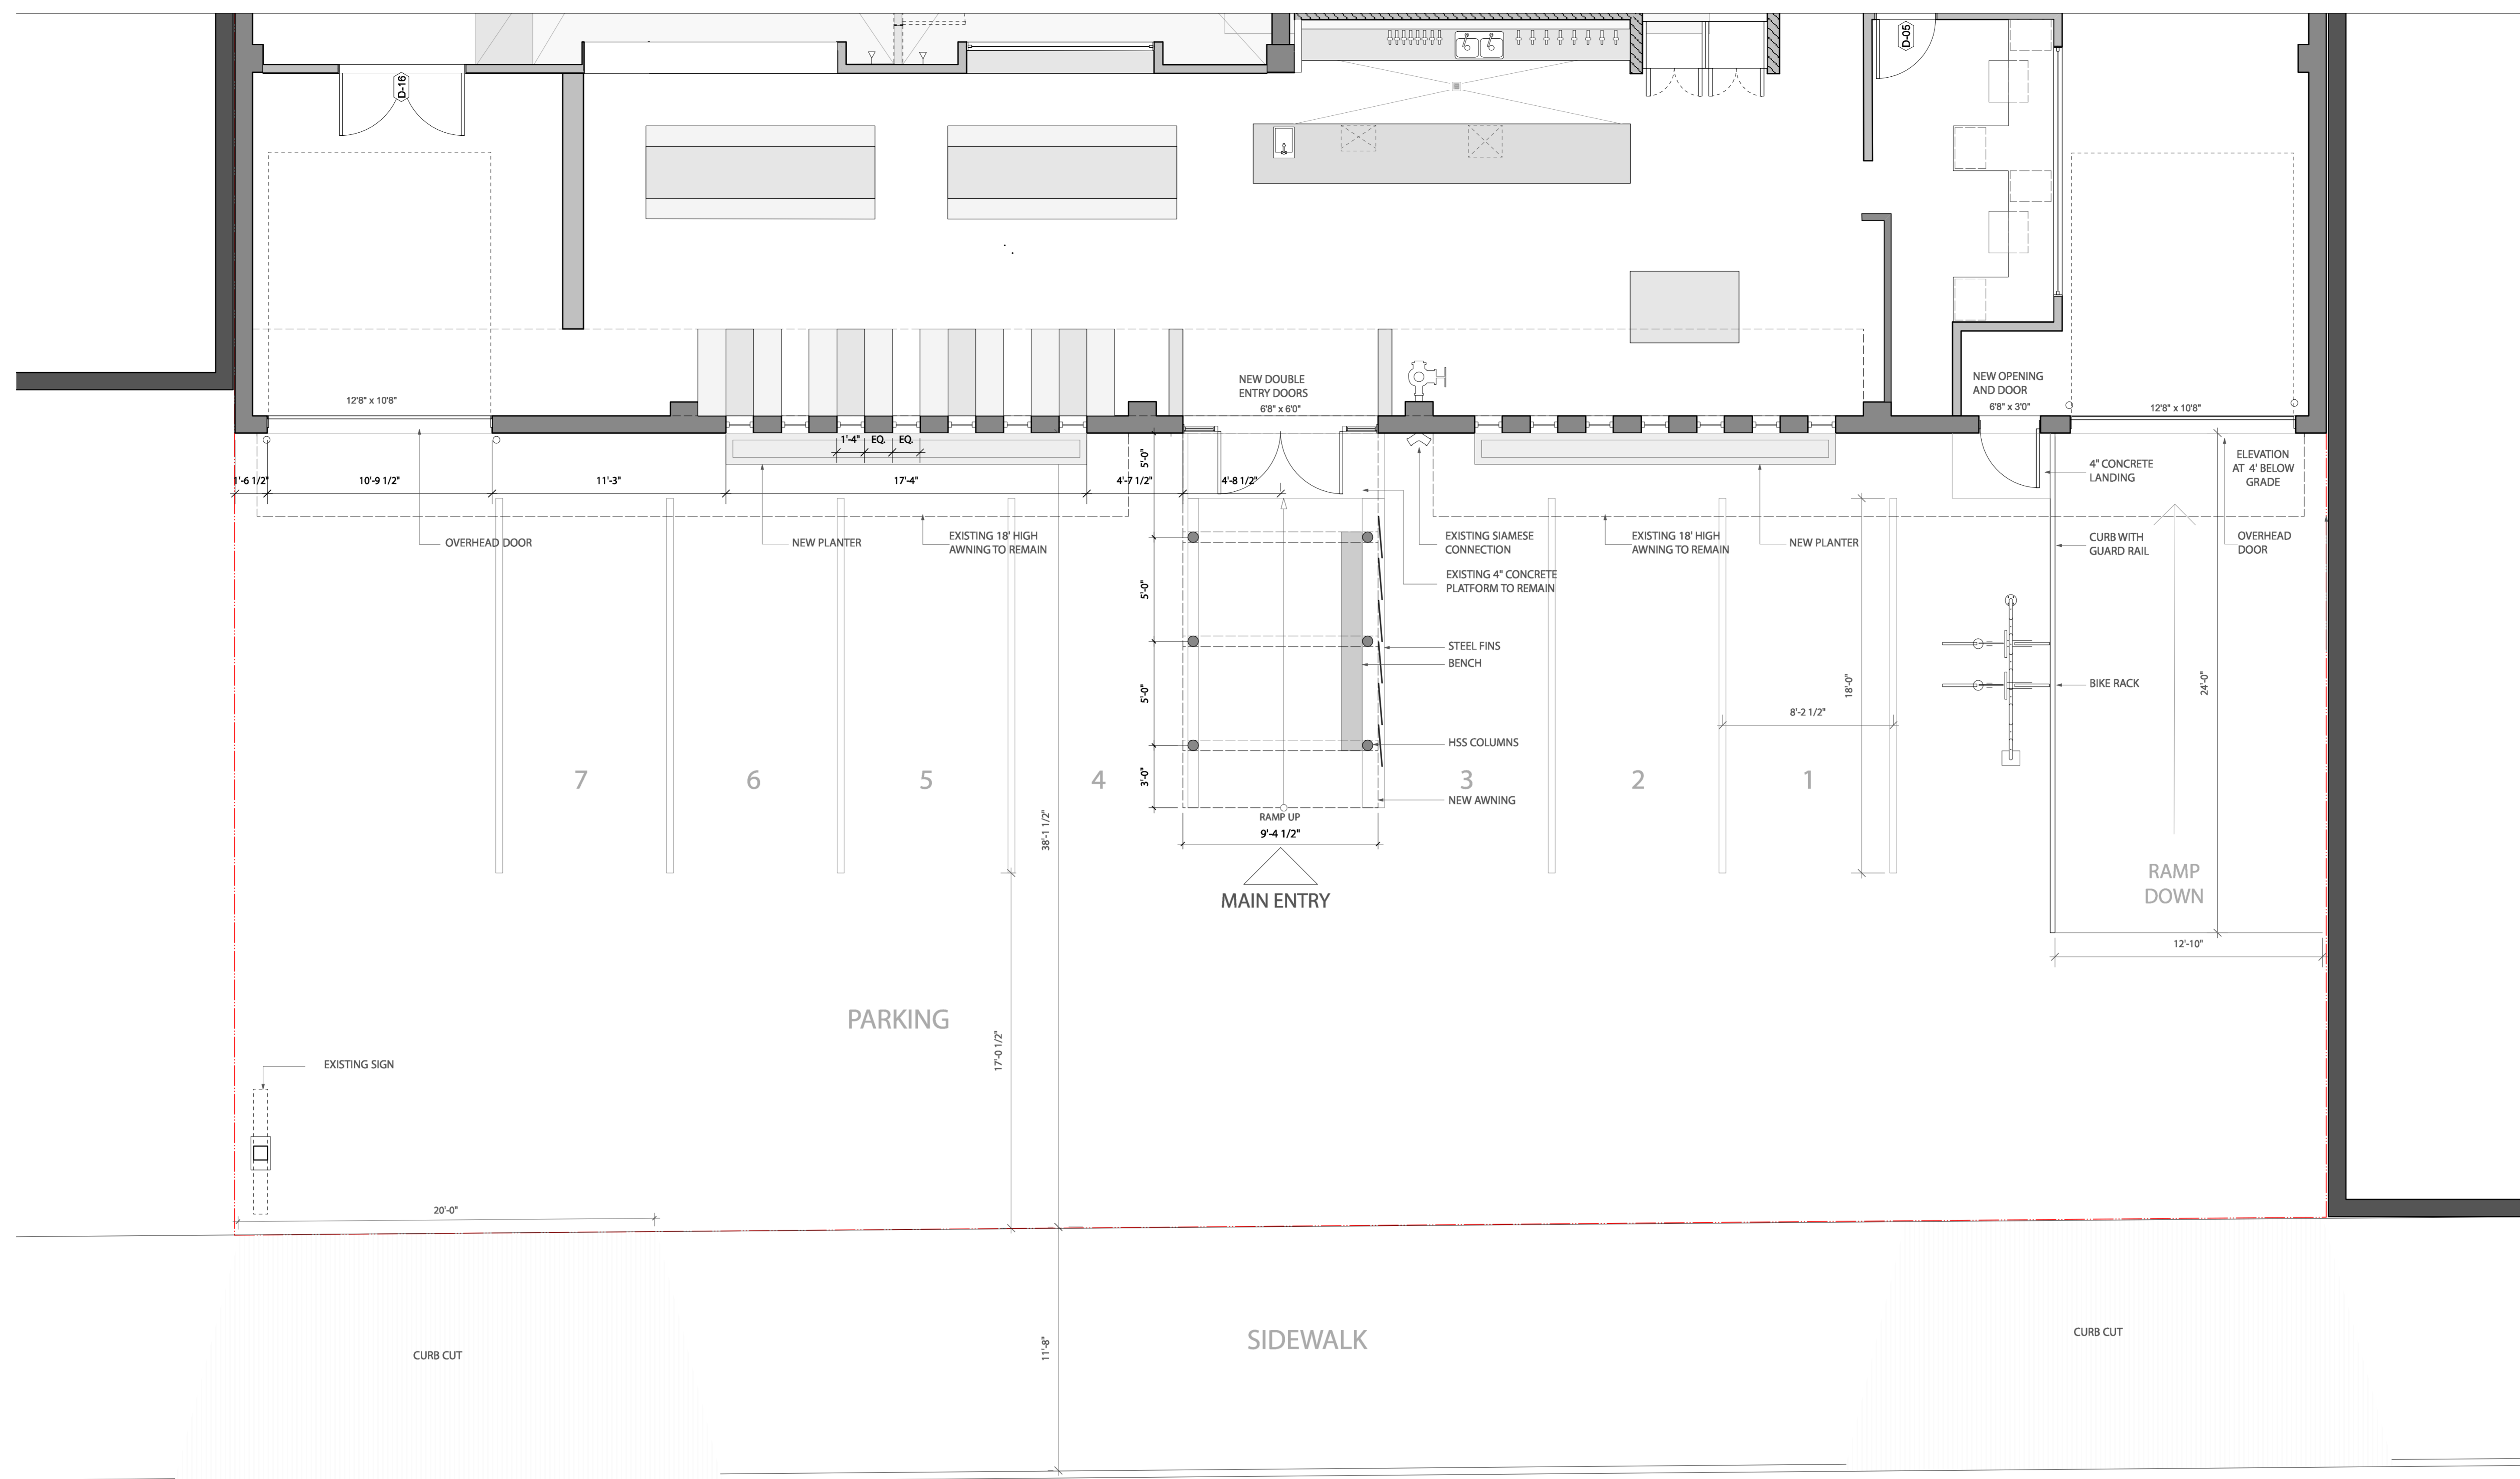 D-16
D-05
12'8" x 10'8"
NEW DOUBLE
ENTRY DOORS
6'8" x 6'0"
NEW OPENING
AND DOOR
6'8" x 3'0"
12'8" x 10'8"
1'-4"
EQ.
EQ.
5'-0"
4" CONCRETE
LANDING
ELEVATION
AT 4' BELOW
GRADE
1'-6 1/2"
10'-9 1/2"
11'-3"
17'-4"
4'-7 1/2"
4'-8 1/2"
OVERHEAD DOOR
NEW PLANTER
EXISTING 18' HIGH
AWNING TO REMAIN
EXISTING SIAMESE
CONNECTION
EXISTING 18' HIGH
AWNING TO REMAIN
NEW PLANTER
CURB WITH
GUARD RAIL
OVERHEAD
DOOR
EXISTING 4" CONCRETE
PLATFORM TO REMAIN
5'-0"
STEEL FINS
BENCH
5'-0"
18'-0"
BIKE RACK
24'-0"
8'-2 1/2"
HSS COLUMNS
7
6
5
4
3'-0"
3
2
1
NEW AWNING
RAMP UP
9'-4 1/2"
38'-1 1/2"
MAIN ENTRY
RAMP
DOWN
12'-10"
PARKING
17'-0 1/2"
EXISTING SIGN
20'-0"
SIDEWALK
11'-8"
CURB CUT
CURB CUT